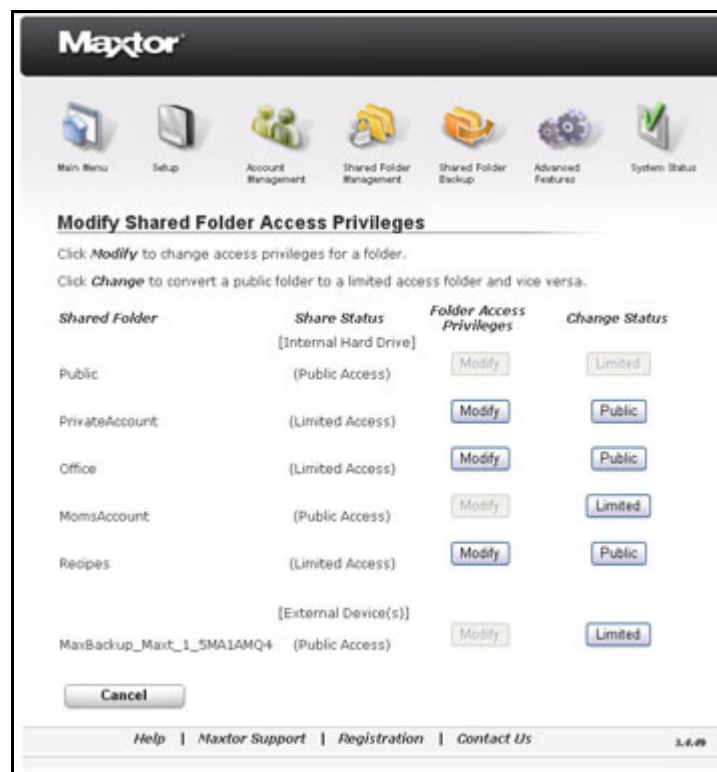 Maxtor
Main Menu
Setup
Account Management
Shared Folder Management
Shared Folder Backup
Advanced Features
System Status
Modify Shared Folder Access Privileges
Click Modify to change access privileges for a folder.
Click Change to convert a public folder to a limited access folder and vice versa.
Shared Folder Share Status Folder Access Privileges Change Status
[Internal Hard Drive]
Public (Public Access) Modify Limited
PrivateAccount (Limited Access) Modify Public
Office (Limited Access) Modify Public
MomsAccount (Public Access) Modify Limited
Recipes (Limited Access) Modify Public
[External Device(s)]
MaxBackup_Maxt_1_5MA1AMQ4 (Public Access) Modify Limited
Cancel
Help | Maxtor Support | Registration | Contact Us